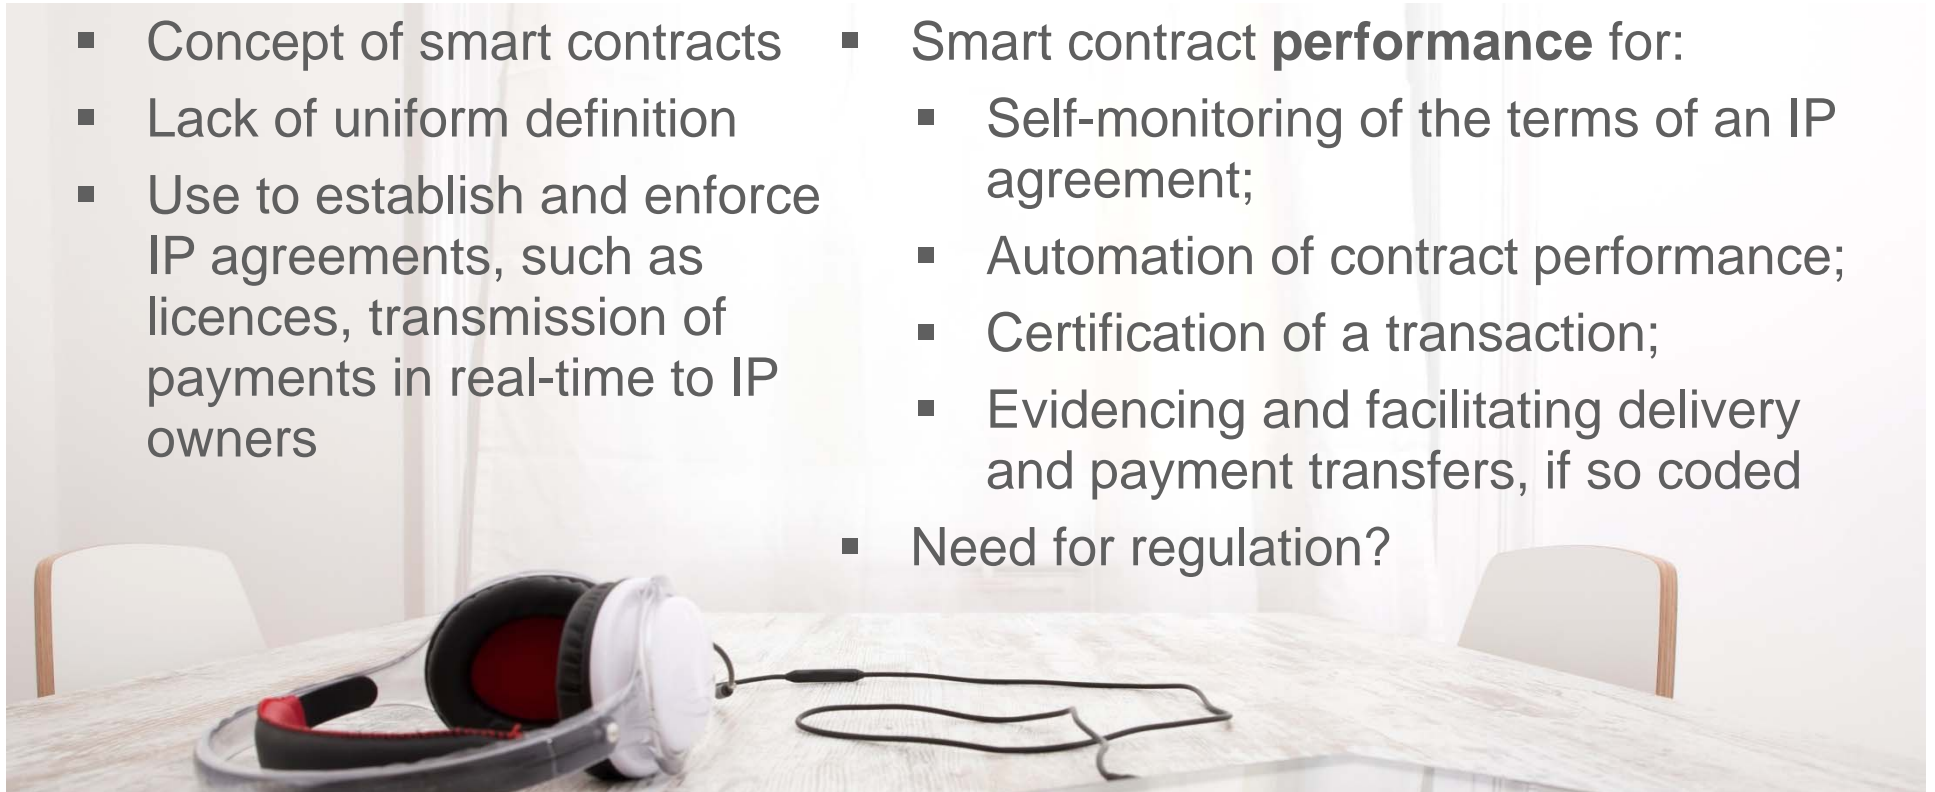 ▪ Concept of smart contracts
▪ Lack of uniform definition
▪ Use to establish and enforce
IP agreements, such as
licences, transmission of
payments in real-time to IP
owners
▪ Smart contract performance for:
▪ Self-monitoring of the terms of an IP
agreement;
▪ Automation of contract performance;
▪ Certification of a transaction;
▪ Evidencing and facilitating delivery
and payment transfers, if so coded
▪ Need for regulation?